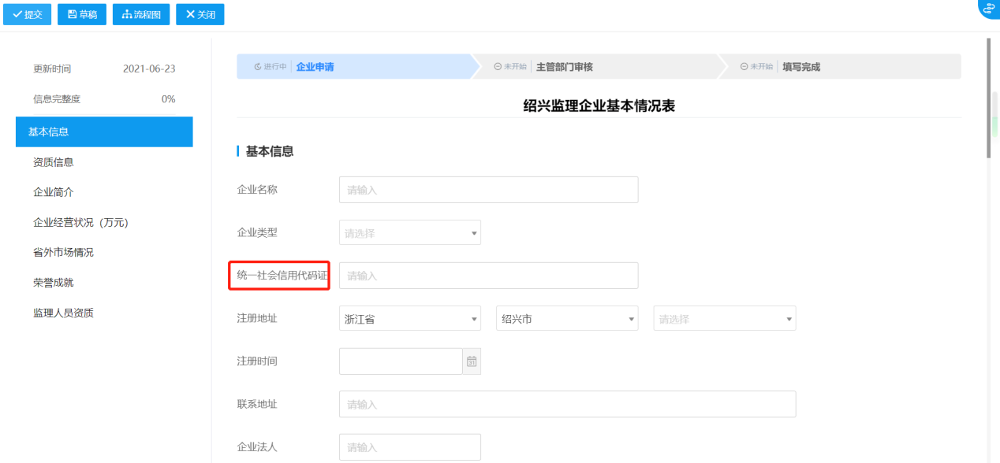 提交 草稿 流程图 关闭
更新时间 2021-06-23
信息完整度 0%
基本信息
资质信息
企业简介
企业经营状况（万元）
省外市场情况
荣誉成就
监理人员资质
进行中 企业申请 未开始 主管部门审核 未开始 填写完成
绍兴监理企业基本情况表
基本信息
企业名称 请输入
企业类型 请选择
统一社会信用代码证 请输入
注册地址 浙江省 绍兴市 请选择
注册时间 31
联系地址 请输入
企业法人 请输入